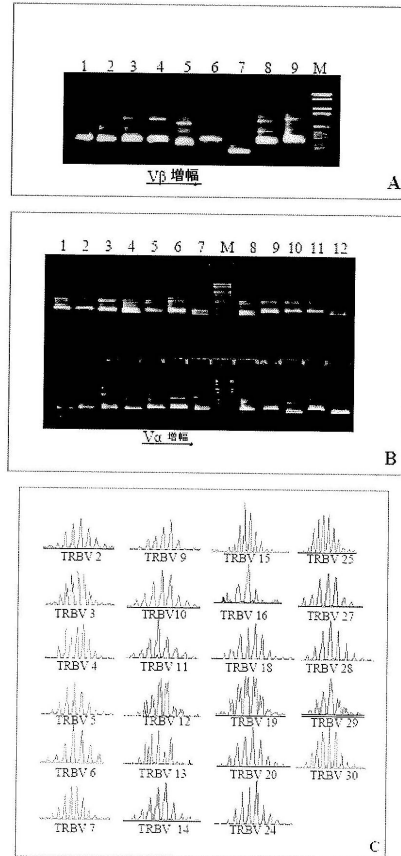 1 2 3 4 5 6 7 8 9 M
Vβ 増幅
A
1 2 3 4 5 6 7 M 8 9 10 11 12
Vα 増幅
B
TRBV 2 TRBV 9 TRBV 15 TRBV 25
TRBV 3 TRBV10 TRBV 16 TRBV 27
TRBV 4 TRBV 11 TRBV 18 TRBV 28
TRBV 5 TRBV 12 TRBV 19 TRBV 29
TRBV 6 TRBV 13 TRBV 20 TRBV 30
TRBV 7 TRBV 14 TRBV 24
C